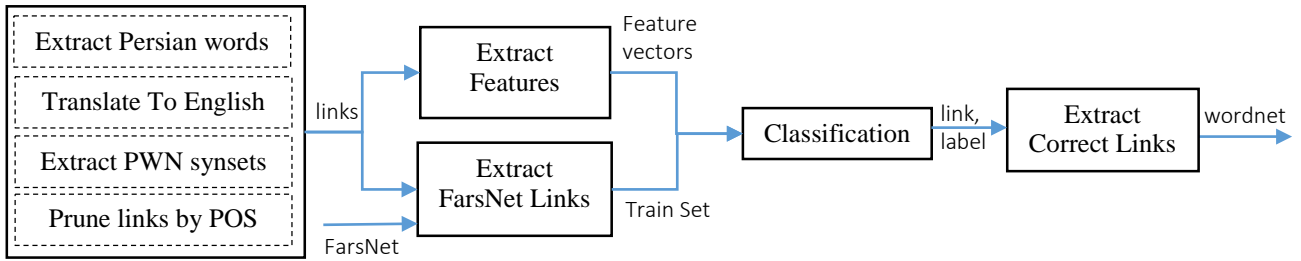 Extract Persian words
Translate To English
Extract PWN synsets
Prune links by POS
links
FarsNet
Extract
Features
Extract
FarsNet Links
Feature
vectors
Train Set
Classification
link,
label
Extract
Correct Links
wordnet